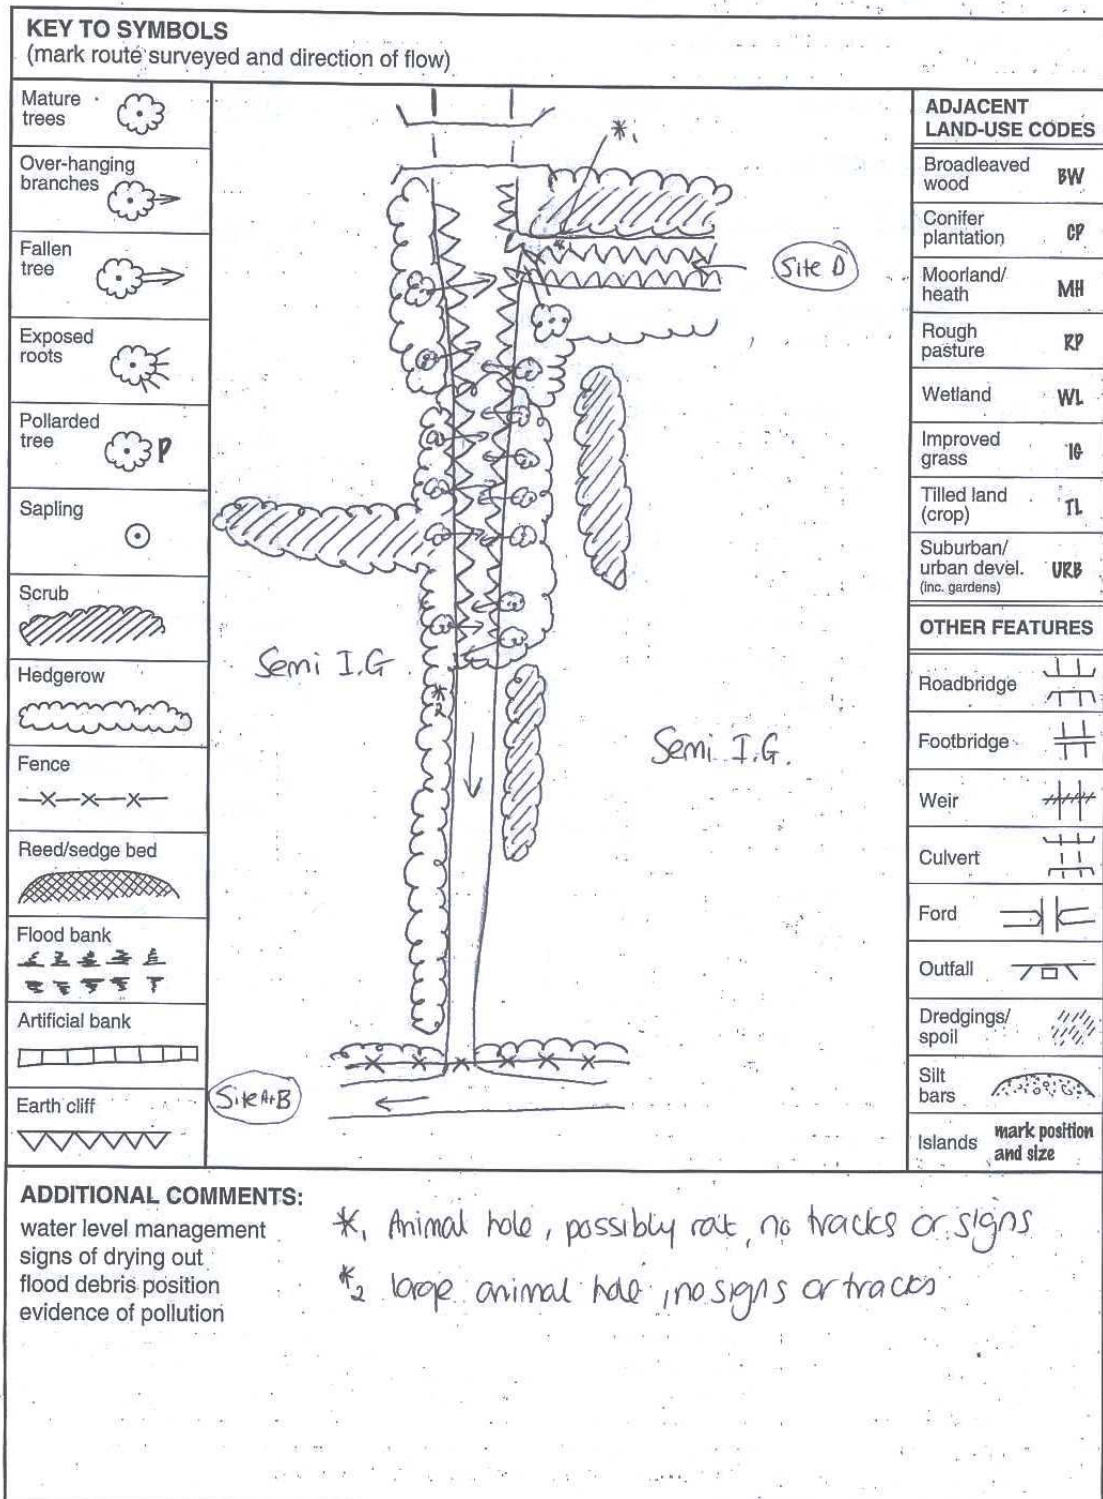 KEY TO SYMBOLS
(mark route surveyed and direction of flow)
Mature
trees
Over-hanging
branches
Fallen
tree
Exposed
roots
Pollarded
tree
P
Sapling
Scrub
Hedgerow
Fence
Reed/sedge bed
Flood bank
Artificial bank
Earth cliff
*1
Site D
Semi I.G
*2
Semi I.G.
Site A+B
ADJACENT
LAND-USE CODES
Broadleaved
wood BW
Conifer
plantation CP
Moorland/
heath MH
Rough
pasture RP
Wetland WL
Improved
grass IG
Tilled land
(crop) TL
Suburban/
urban devel. URB
(inc. gardens)
OTHER FEATURES
Roadbridge
Footbridge
Weir
Culvert
Ford
Outfall
Dredgings/
spoil
Silt
bars
Islands mark position
and size
ADDITIONAL COMMENTS:
water level management
signs of drying out
flood debris position
evidence of pollution
*1 Animal hole, possibly rat, no tracks or signs
*2 large animal hole, no signs or tracks